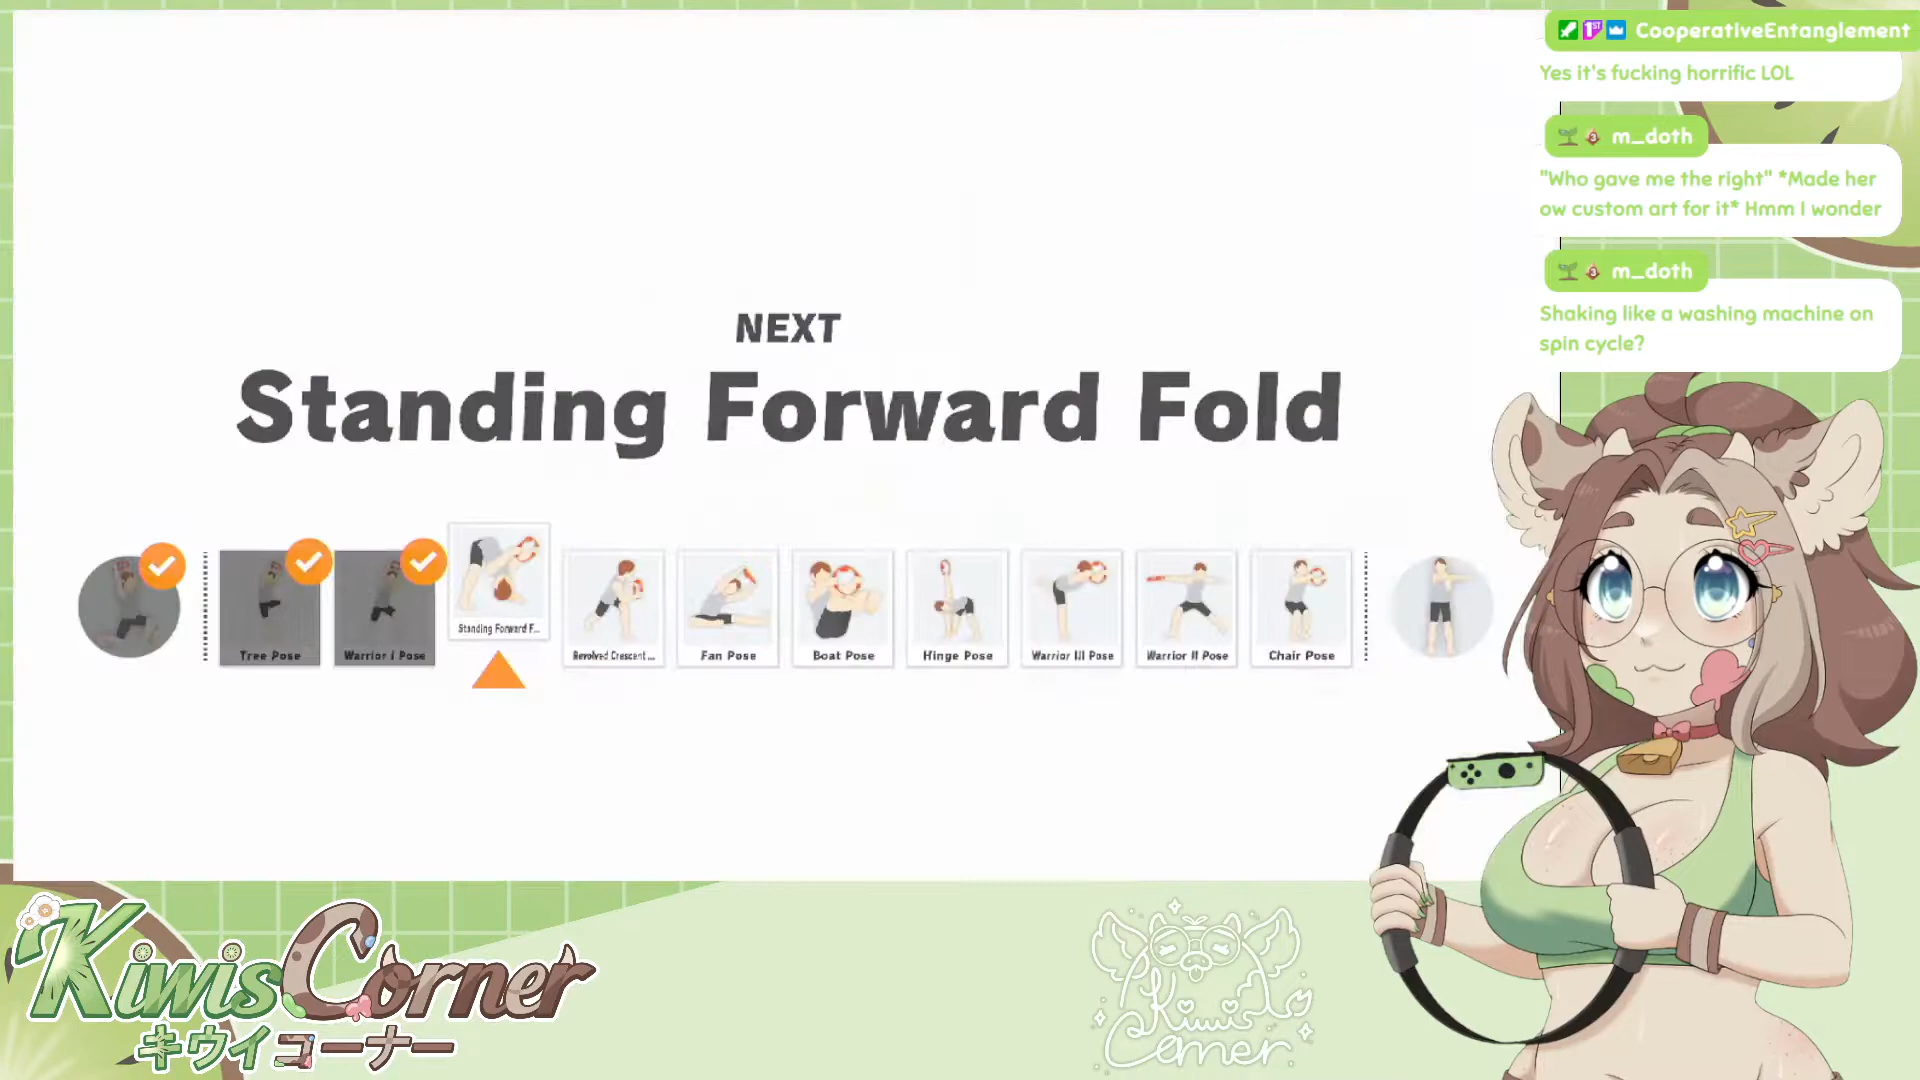 CooperativeEntanglement
Yes it's fucking horrific LOL
m_doth
"Who gave me the right" *Made her
ow custom art for it* Hmm I wonder
m_doth
Shaking like a washing machine on
spin cycle?
NEXT
Standing Forward Fold
Tree Pose
Warrior I Pose
Standing Forward F...
Revolved Crescent ...
Fan Pose
Boat Pose
Hinge Pose
Warrior III Pose
Warrior II Pose
Chair Pose
KiwisCorner
キウイコーナー
Kiwis
Corner